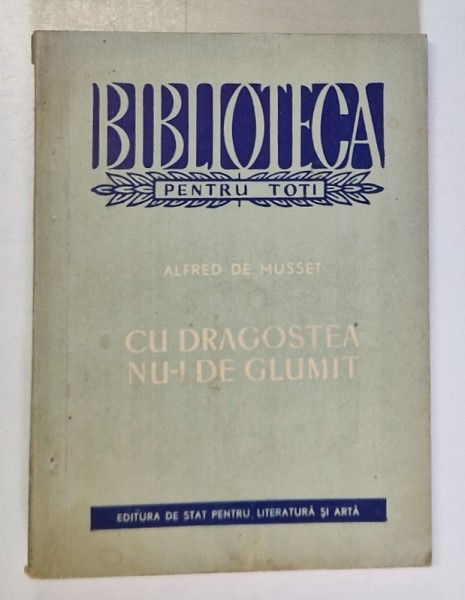 BIBLIOTECA
PENTRU TOȚI
ALFRED DE MUSSET
CU DRAGOSTEA
NU-I DE GLUMIT
EDITURA DE STAT PENTRU LITERATURĂ ȘI ARTĂ